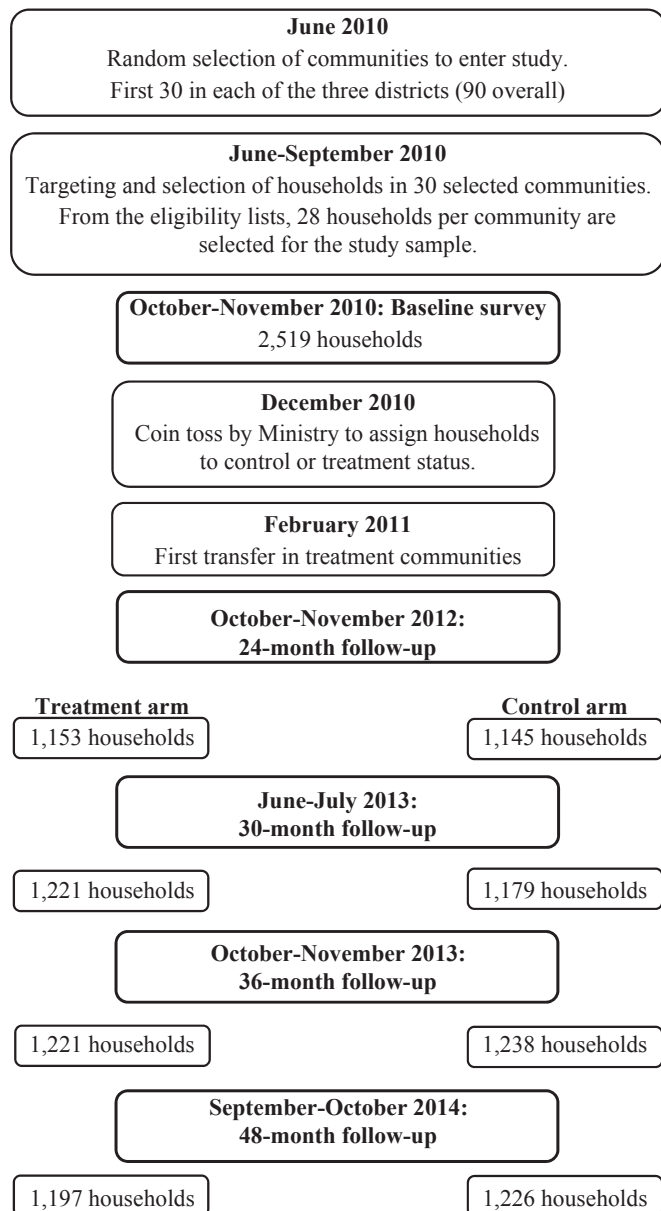 June 2010
Random selection of communities to enter study.
First 30 in each of the three districts (90 overall)
June-September 2010
Targeting and selection of households in 30 selected communities.
From the eligibility lists, 28 households per community are
selected for the study sample.
October-November 2010: Baseline survey
2,519 households
December 2010
Coin toss by Ministry to assign households
to control or treatment status.
February 2011
First transfer in treatment communities
October-November 2012:
24-month follow-up
Treatment arm
Control arm
1,153 households
1,145 households
June-July 2013:
30-month follow-up
1,221 households
1,179 households
October-November 2013:
36-month follow-up
1,221 households
1,238 households
September-October 2014:
48-month follow-up
1,197 households
1,226 households